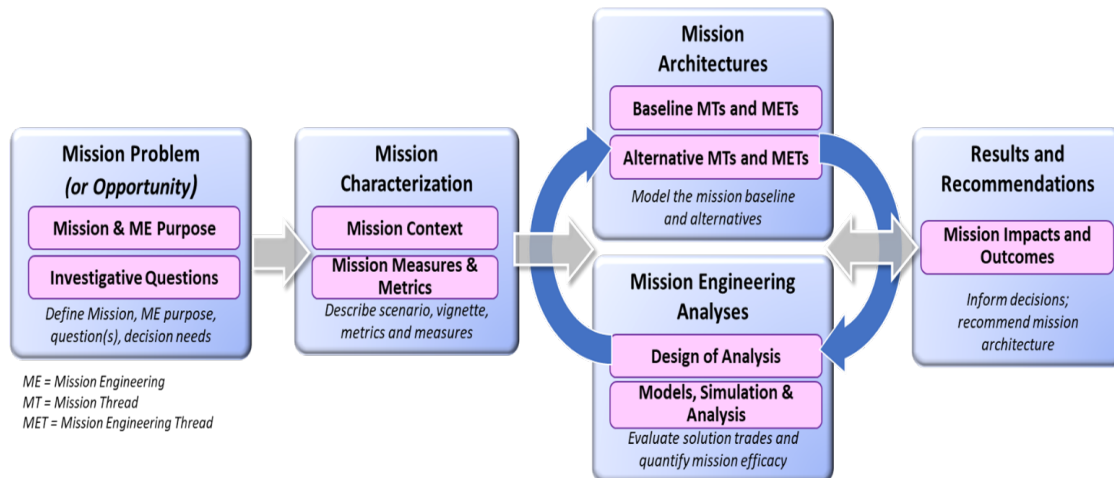 Mission Problem
(or Opportunity)
Mission & ME Purpose
Investigative Questions
Define Mission, ME purpose,
question(s), decision needs
ME = Mission Engineering
MT = Mission Thread
MET = Mission Engineering Thread
Mission
Characterization
Mission Context
Mission Measures &
Metrics
Describe scenario, vignette,
metrics and measures
Mission
Architectures
Baseline MTs and METs
Alternative MTs and METs
Model the mission baseline
and alternatives
Mission Engineering
Analyses
Design of Analysis
Models, Simulation &
Analysis
Evaluate solution trades and
quantify mission efficacy
Results and
Recommendations
Mission Impacts and
Outcomes
Inform decisions;
recommend mission
architecture